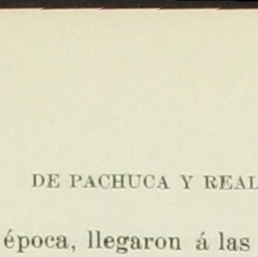 DE PACHUCA Y REAL
época, llegaron á las